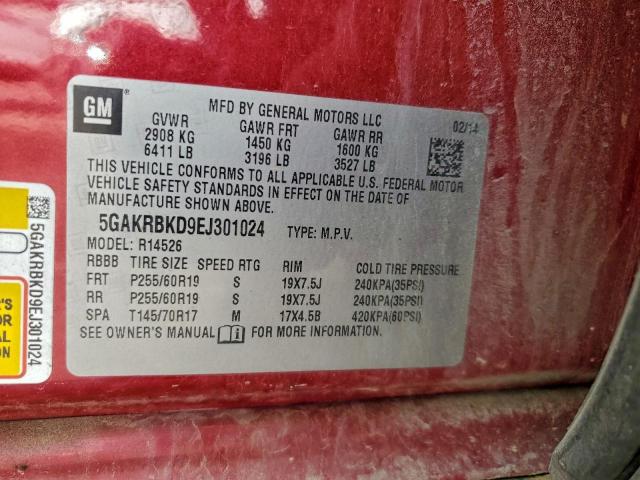 GM
MFD BY GENERAL MOTORS LLC
GVWR GAWR FRT GAWR RR 02/14
2908 KG 1450 KG 1600 KG
6411 LB 3196 LB 3527 LB
THIS VEHICLE CONFORMS TO ALL APPLICABLE U.S. FEDERAL MOTOR
VEHICLE SAFETY STANDARDS IN EFFECT ON THE DATE OF
MANUFACTURE SHOWN ABOVE.
5GAKRBKD9EJ301024 TYPE: M.P.V.
MODEL: R14526
RBBB TIRE SIZE SPEED RTG RIM COLD TIRE PRESSURE
FRT P255/60R19 S 19X7.5J 240KPA(35PSI)
RR P255/60R19 S 19X7.5J 240KPA(35PSI)
SPA T145/70R17 M 17X4.5B 420KPA(60PSI)
SEE OWNER'S MANUAL FOR MORE INFORMATION.
5GAKRBKD9EJ301024